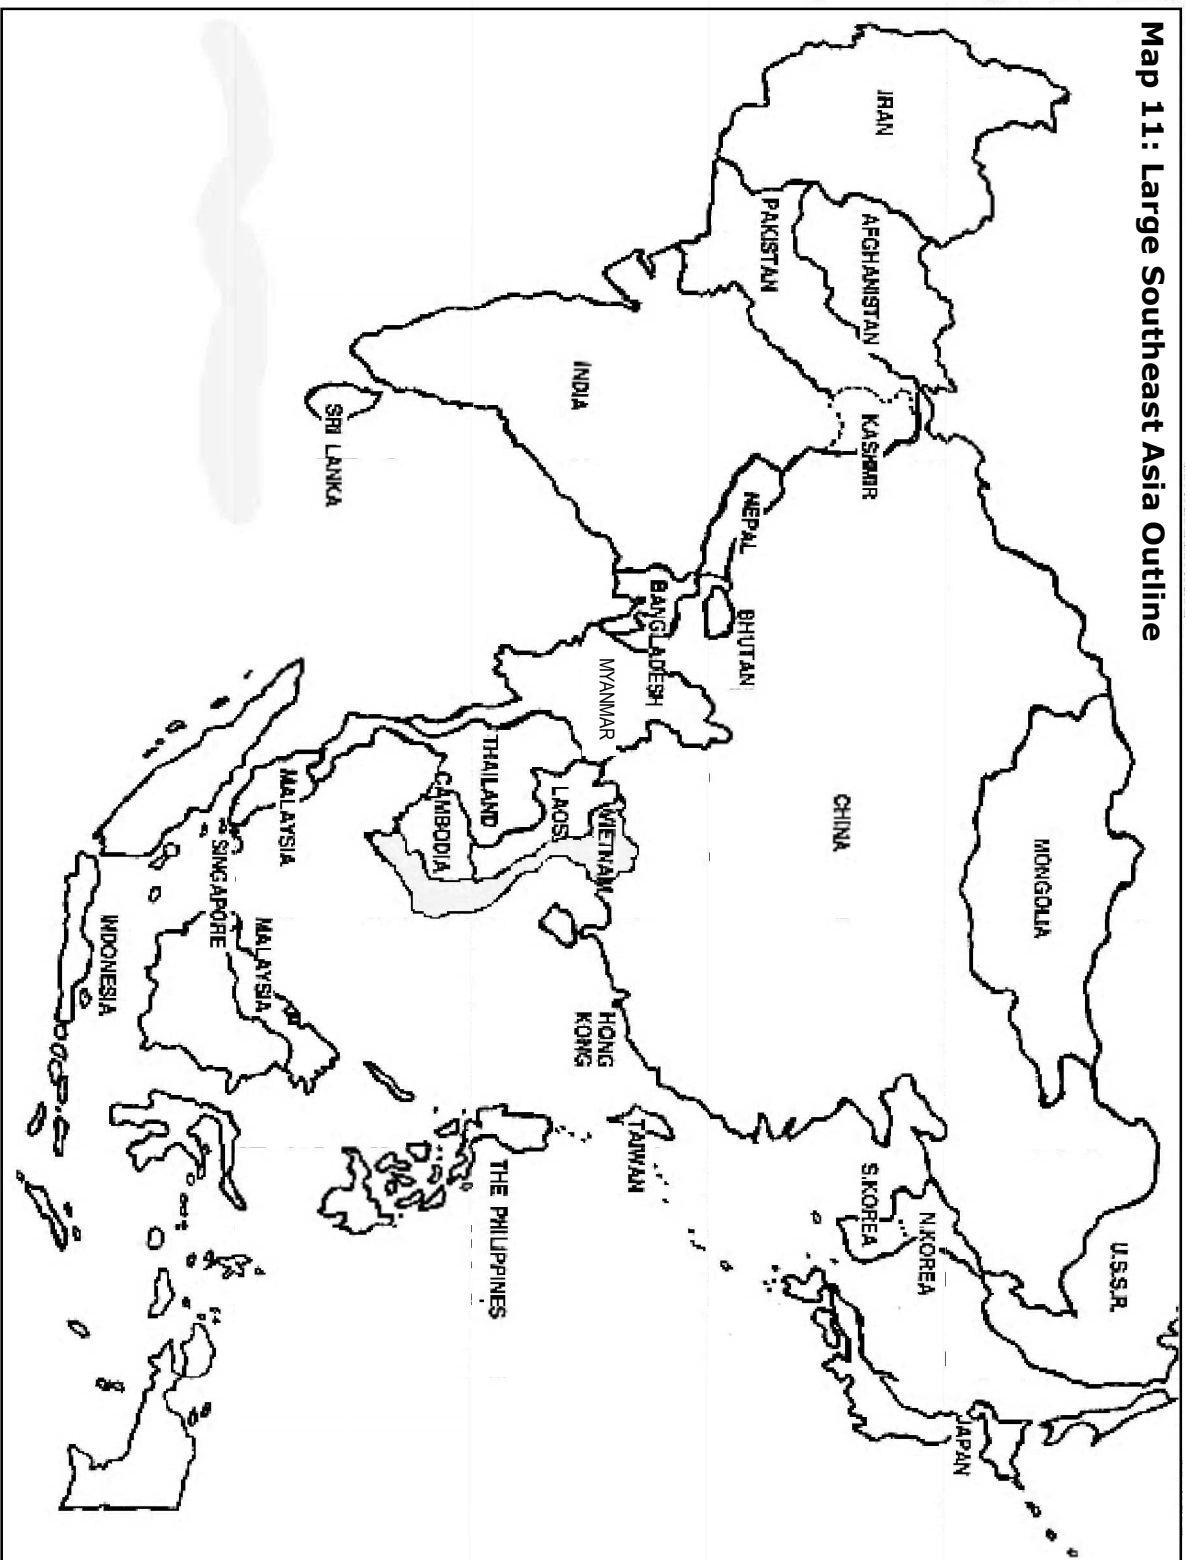 Map 11: Large Southeast Asia Outline
IRAN
AFGHANISTAN
PAKISTAN
KASHMIR
INDIA
SRI LANKA
NEPAL
BHUTAN
BANGLADESH
MYANMAR
CHINA
MONGOLIA
U.S.S.R.
N.KOREA
S.KOREA
JAPAN
TAIWAN
HONG
KONG
VIETNAM
LAOS
THAILAND
CAMBODIA
THE PHILIPPINES
MALAYSIA
SINGAPORE
MALAYSIA
INDONESIA